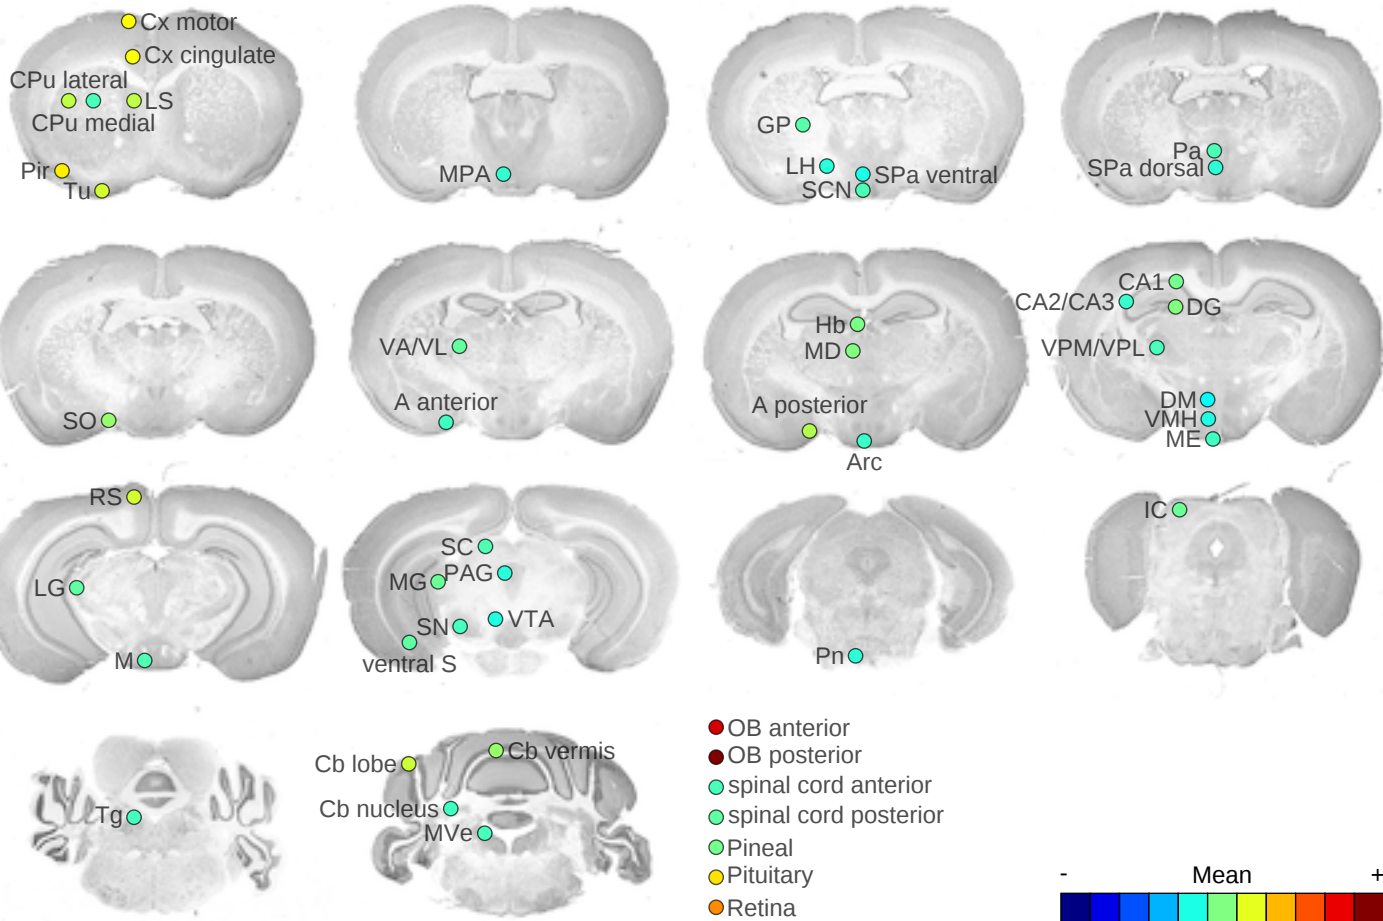 Cx motor
Cx cingulate
CPu lateral
LS
CPu medial
Pir
Tu
MPA
GP
LH
SPa ventral
SCN
Pa
SPa dorsal
SO
VA/VL
A anterior
Hb
MD
A posterior
Arc
CA1
CA2/CA3
DG
VPM/VPL
DM
VMH
ME
RS
LG
M
SC
MG
PAG
SN
VTA
ventral S
Pn
IC
Tg
Cb lobe
Cb vermis
Cb nucleus
MVe
OB anterior
OB posterior
spinal cord anterior
spinal cord posterior
Pineal
Pituitary
Retina
- Mean +